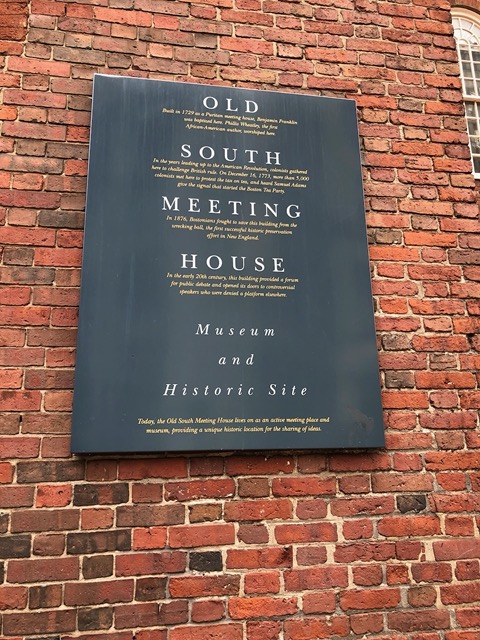 OLD
Built in 1729 as a Puritan meeting house, Benjamin Franklin
was baptised here. Phillis Wheatley, the first
African-American author, worshiped here.
SOUTH
In the years leading up to the American Revolution, colonists gathered
here to challenge British rule. On December 16, 1773, more than 5,000
colonists met here to protest the tax on tea, and heard Samuel Adams
give the signal that started the Boston Tea Party.
MEETING
In 1876, Bostonians fought to save this building from the
wrecking ball, the first successful historic preservation
effort in New England.
HOUSE
In the early 20th century, this building provided a forum
for public debate and opened its doors to controversial
speakers who were denied a platform elsewhere.
Museum
and
Historic Site
Today, the Old South Meeting House lives on as an active meeting place and
museum, providing a unique historic location for the sharing of ideas.